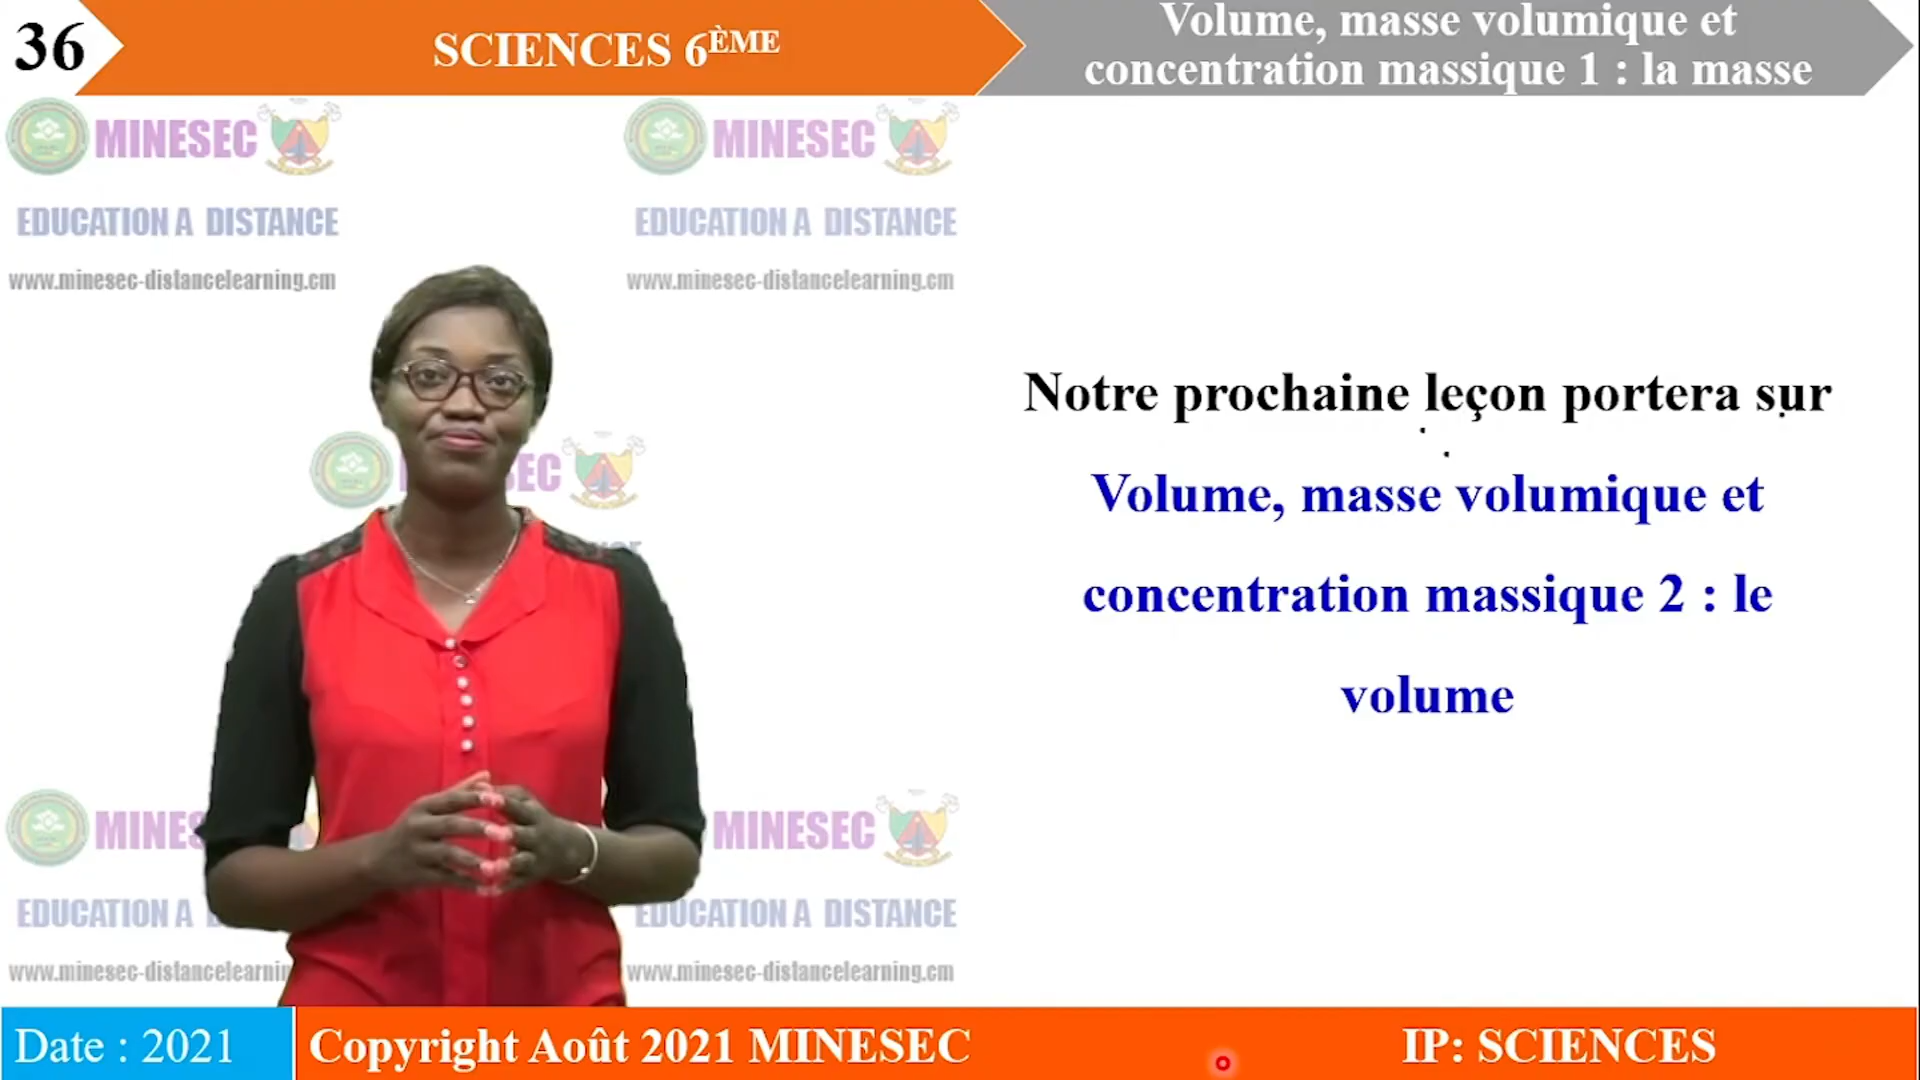 36
SCIENCES 6ÈME
Volume, masse volumique et
concentration massique 1 : la masse
MINESEC
EDUCATION A DISTANCE
www.minesec-distancelearning.cm
MINESEC
EDUCATION A DISTANCE
www.minesec-distancelearning.cm
Notre prochaine leçon portera sur
Volume, masse volumique et
concentration massique 2 : le
volume
MINESEC
EDUCATION A DISTANCE
www.minesec-distancelearning.cm
Date : 2021
Copyright Août 2021 MINESEC
IP: SCIENCES